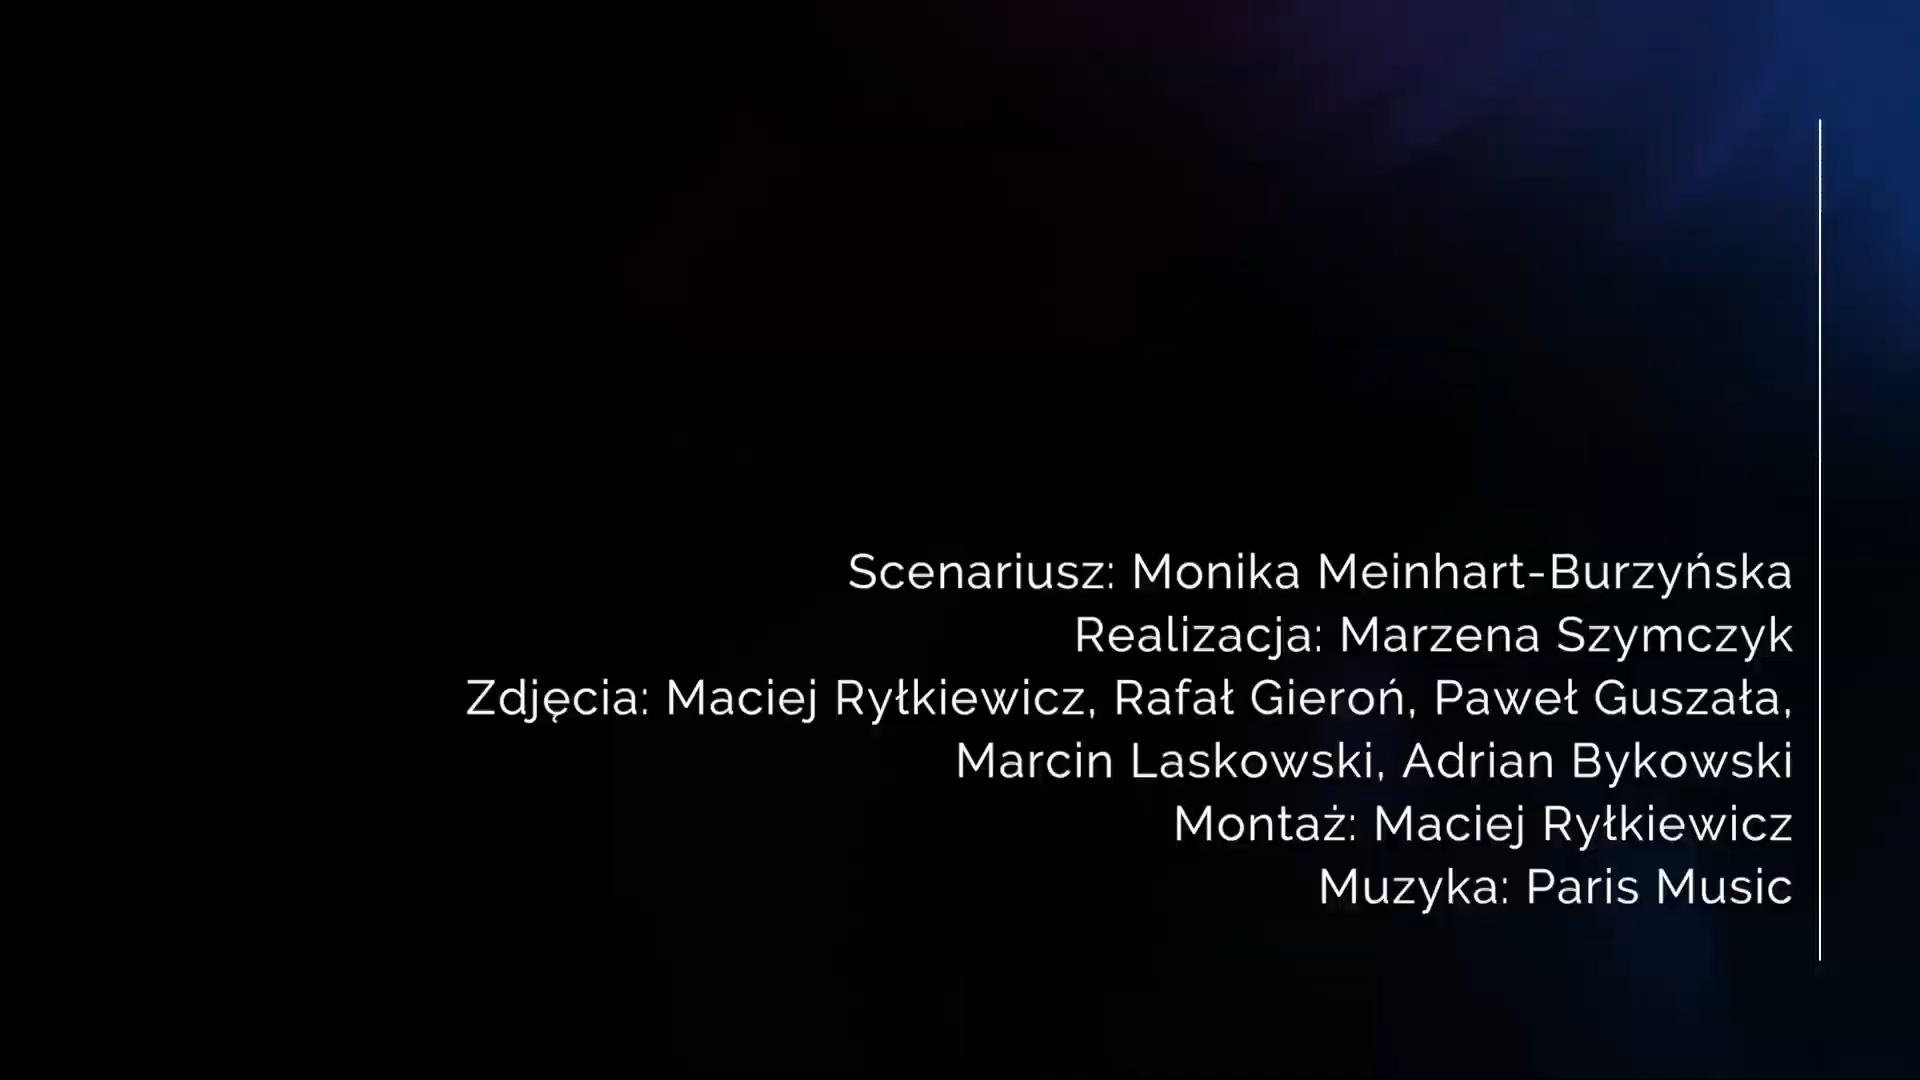 Scenariusz: Monika Meinhart-Burzyńska
Realizacja: Marzena Szymczyk
Zdjęcia: Maciej Ryłkiewicz, Rafał Gieroń, Paweł Guszała,
Marcin Laskowski, Adrian Bykowski
Montaż: Maciej Ryłkiewicz
Muzyka: Paris Music